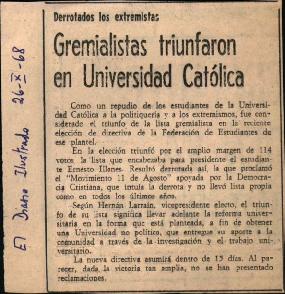 Derrotados los extremistas
Gremialistas triunfaron
en Universidad Católica
Como un repudio de los estudiantes de la Universi-
dad Católica a la politiquería y a los extremismos, fue con-
siderado el triunfo de la lista gremialista en la reciente
elección de directiva de la Federación de Estudiantes de
ese plantel.
En la elección triunfó por el amplio margen de 114
votos la lista que encabezaba para presidente el estudian-
te Ernesto Illanes. Resultó derrotada así, la que proclamó
el "Movimiento 11 de Agosto" apoyada por la Democra-
cia Cristiana, que intuía la derrota y no llevó lista propia
como en todos los últimos años.
Según Hernán Larraín, vicepresidente electo, el triun-
fo de su lista significa llevar adelante la reforma univer-
sitaria en la forma que está planteada, a fin de obtener
una Universidad no político, que entregue su aporte a la
comunidad a través de la investigación y el trabajo uni-
versitario.
La nueva directiva asumirá dentro de 15 días. Al pa-
recer, dada la victoria tan amplia, no se han presentado
reclamaciones.
El Diario Ilustrado 26-X-68